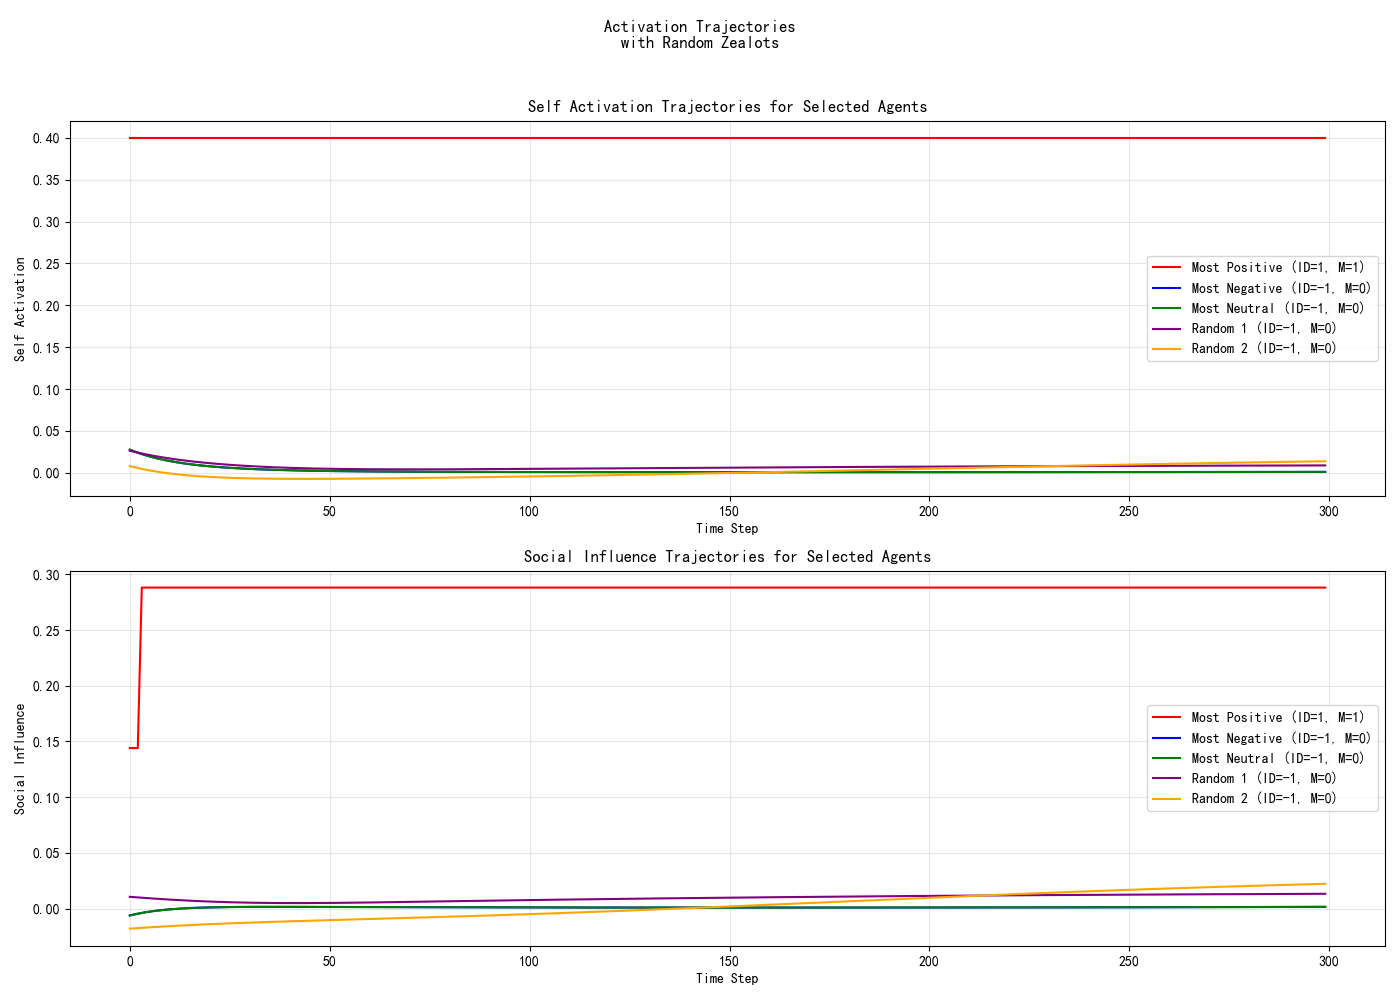 Activation Trajectories
with Random Zealots
Self Activation Trajectories for Selected Agents
Self Activation
0.40
0.35
0.30
0.25
0.20
0.15
0.10
0.05
0.00
Most Positive (ID=1, M=1)
Most Negative (ID=-1, M=0)
Most Neutral (ID=-1, M=0)
Random 1 (ID=-1, M=0)
Random 2 (ID=-1, M=0)
0 50 100 150 200 250 300
Time Step
Social Influence Trajectories for Selected Agents
Social Influence
0.30
0.25
0.20
0.15
0.10
0.05
0.00
Most Positive (ID=1, M=1)
Most Negative (ID=-1, M=0)
Most Neutral (ID=-1, M=0)
Random 1 (ID=-1, M=0)
Random 2 (ID=-1, M=0)
0 50 100 150 200 250 300
Time Step